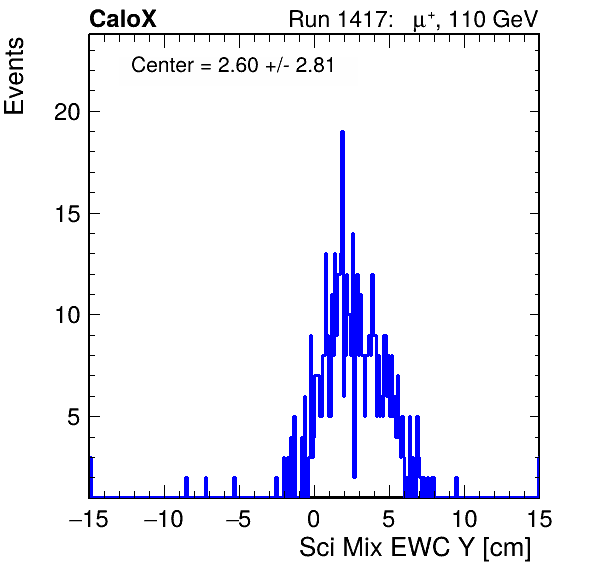 CaloX Run 1417: μ⁺, 110 GeV
Center = 2.60 +/- 2.81
Events
20
15
10
5
−15 −10 −5 0 5 10 15
Sci Mix EWC Y [cm]